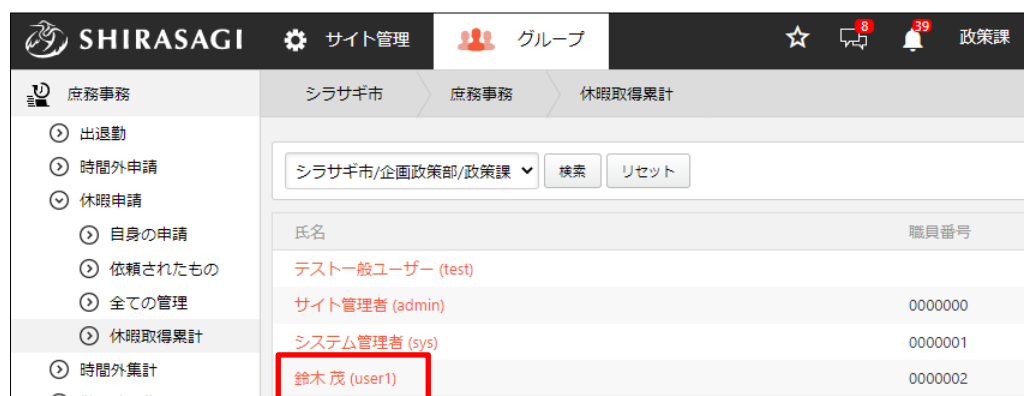 SHIRASAGI サイト管理 グループ 8 39 政策課
庶務事務 シラサギ市 庶務事務 休暇取得累計
出退勤
時間外申請
シラサギ市/企画政策部/政策課 検索 リセット
休暇申請
自身の申請
氏名 職員番号
依頼されたもの
テスト一般ユーザー (test)
全ての管理
サイト管理者 (admin) 0000000
休暇取得累計
システム管理者 (sys) 0000001
時間外集計
鈴木 茂 (user1) 0000002